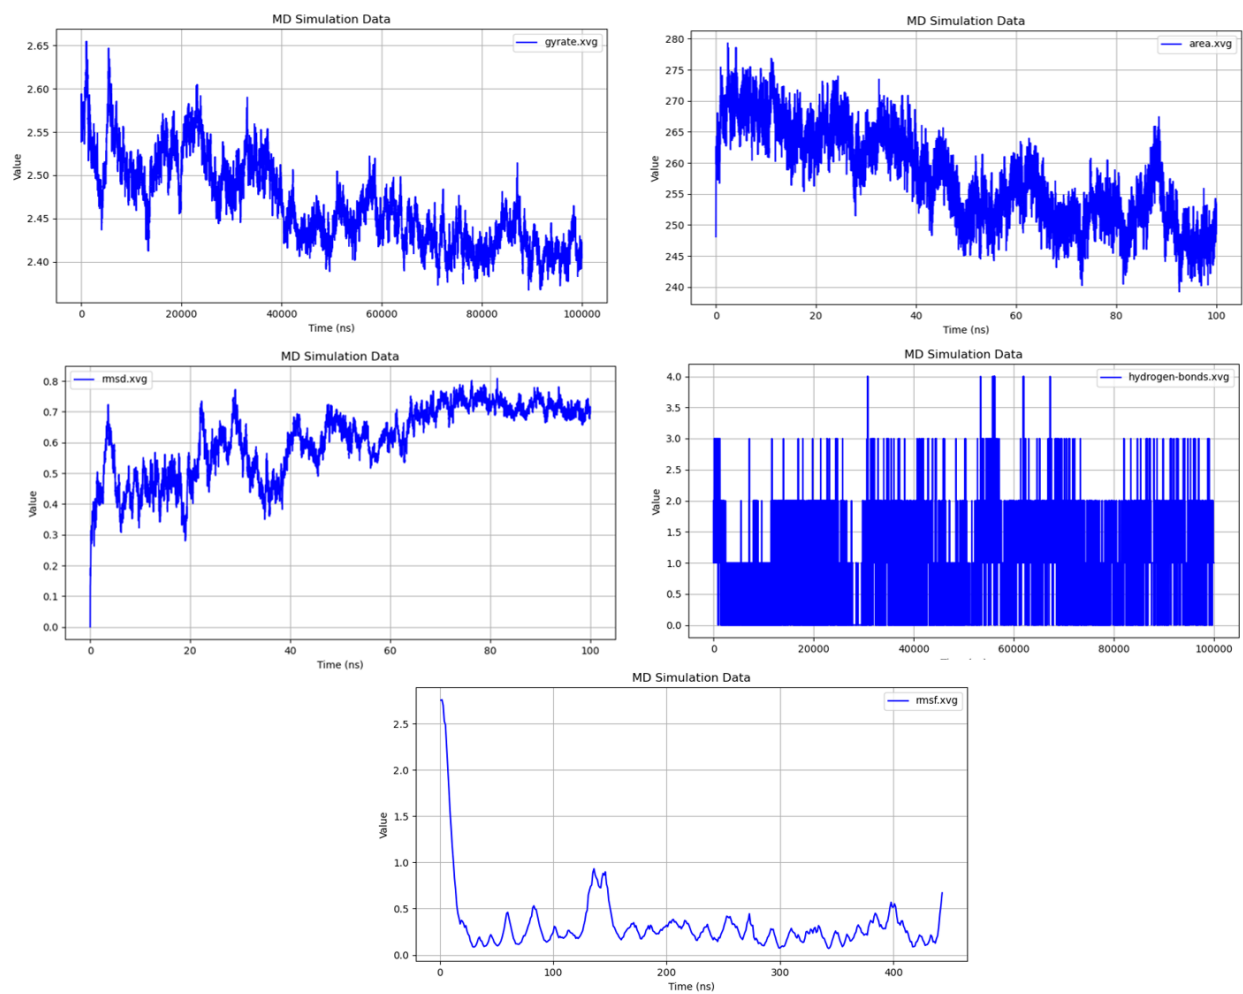 MD Simulation Data
gyrate.xvg
2.65
2.60
2.55
2.50
2.45
2.40
Value
0 20000 40000 60000 80000 100000
Time (ns)
MD Simulation Data
area.xvg
280
275
270
265
260
255
250
245
240
Value
0 20 40 60 80 100
Time (ns)
MD Simulation Data
rmsd.xvg
0.8
0.7
0.6
0.5
0.4
0.3
0.2
0.1
0.0
Value
0 20 40 60 80 100
Time (ns)
MD Simulation Data
hydrogen-bonds.xvg
4.0
3.5
3.0
2.5
2.0
1.5
1.0
0.5
0.0
Value
0 20000 40000 60000 80000 100000
MD Simulation Data
rmsf.xvg
2.5
2.0
1.5
1.0
0.5
0.0
Value
0 100 200 300 400
Time (ns)